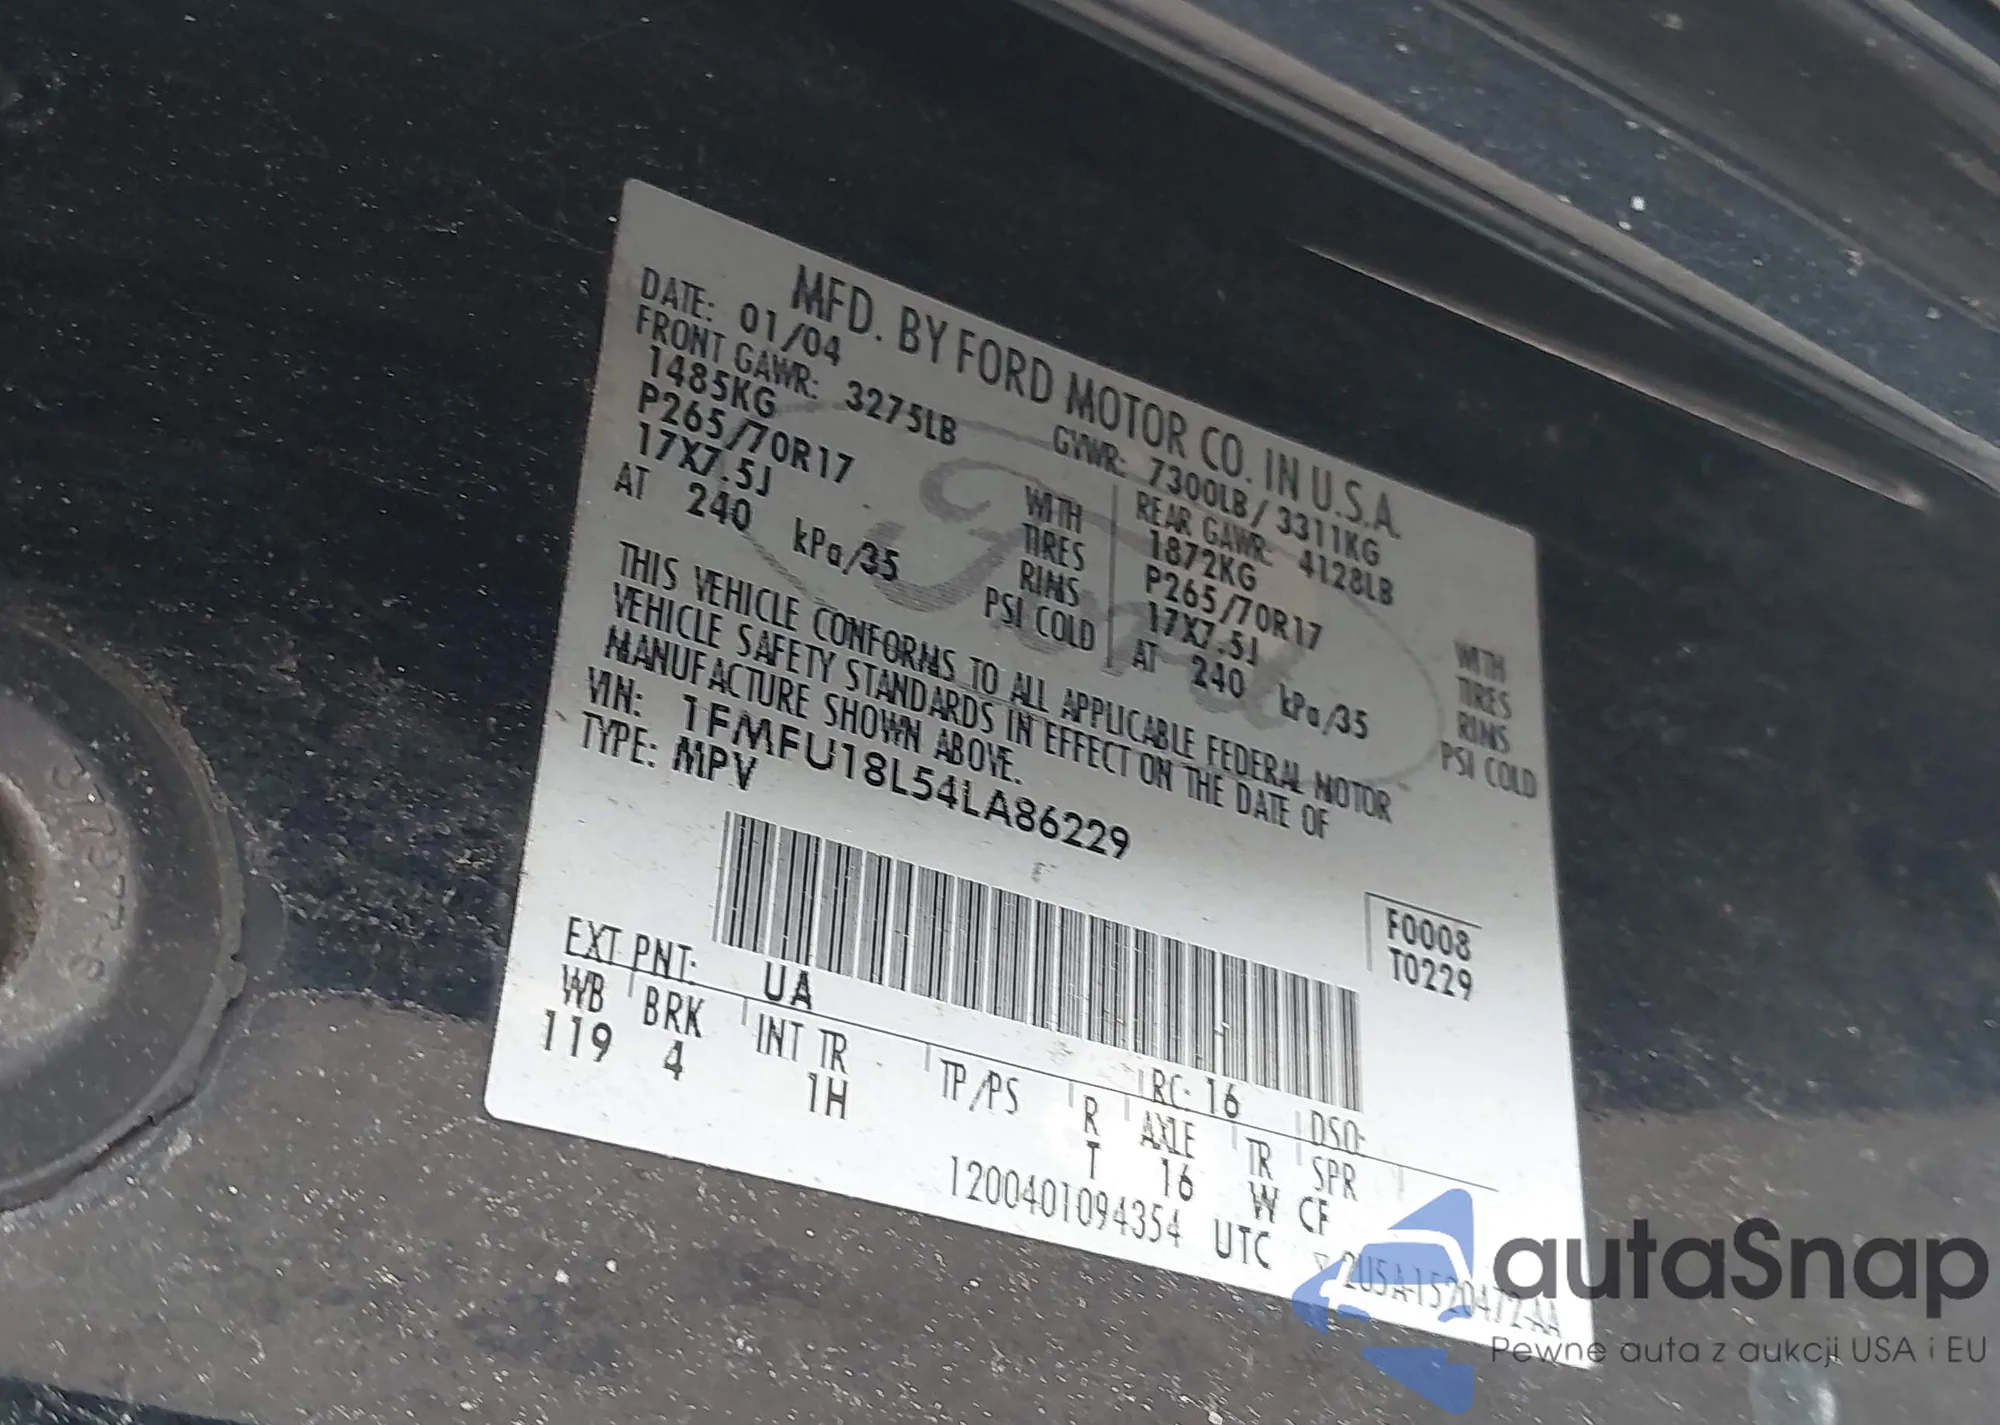 MFD. BY FORD MOTOR CO. IN U.S.A.
DATE: 01/04 GVWR: 7300LB / 3311KG
FRONT GAWR: 3275LB REAR GAWR: 4128LB
1485KG WITH 1872KG WITH
P265/70R17 TIRES P265/70R17 TIRES
17X7.5J RIMS 17X7.5J RIMS
AT 240 kPa/35 PSI COLD AT 240 kPa/35 PSI COLD
THIS VEHICLE CONFORMS TO ALL APPLICABLE FEDERAL MOTOR
VEHICLE SAFETY STANDARDS IN EFFECT ON THE DATE OF
MANUFACTURE SHOWN ABOVE.
VIN: 1FMFU18L54LA86229
TYPE: MPV
F0008
T0229
EXT PNT: UA RC: 16 DSO:
WB BRK INT TR TP/PS R AXLE TR SPR
119 4 1H T 16 W CF
1200401094354 UTC
2U5A-1520472-AA
Ford
autaSnap
Pewne auta z aukcji USA i EU